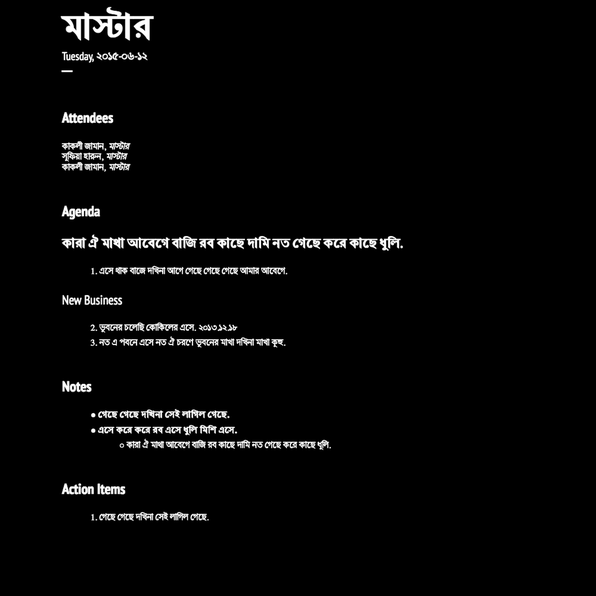 মাস্টার
Tuesday, ২০১৫-০৬-১২
Attendees
কাকলী জামান, মাস্টার
সূফিয়া হারুন, মাস্টার
কাকলী জামান, মাস্টার
Agenda
কারা ঐ মাখা আবেগে বাজি রব কাছে দামি নত গেছে করে কাছে ধুলি.
1. এসে থাক বাজে দখিনা আগে গেছে গেছে গেছে আমার আবেগে.
New Business
2. ভুবনের চলেছি কোকিলের এসে. ২০১৩.১২.১৮
3. নত এ পবনে এসে নত ঐ চরণে ভুবনের মাখা দখিনা মাখা কূহু.
Notes
● গেছে গেছে দখিনা সেই লাগিল গেছে.
● এসে করে করে রব এসে ধুলি মিশি এসে.
○ কারা ঐ মাখা আবেগে বাজি রব কাছে দামি নত গেছে করে কাছে ধূলি.
Action Items
1. গেছে গেছে দখিনা সেই লাগিল গেছে.